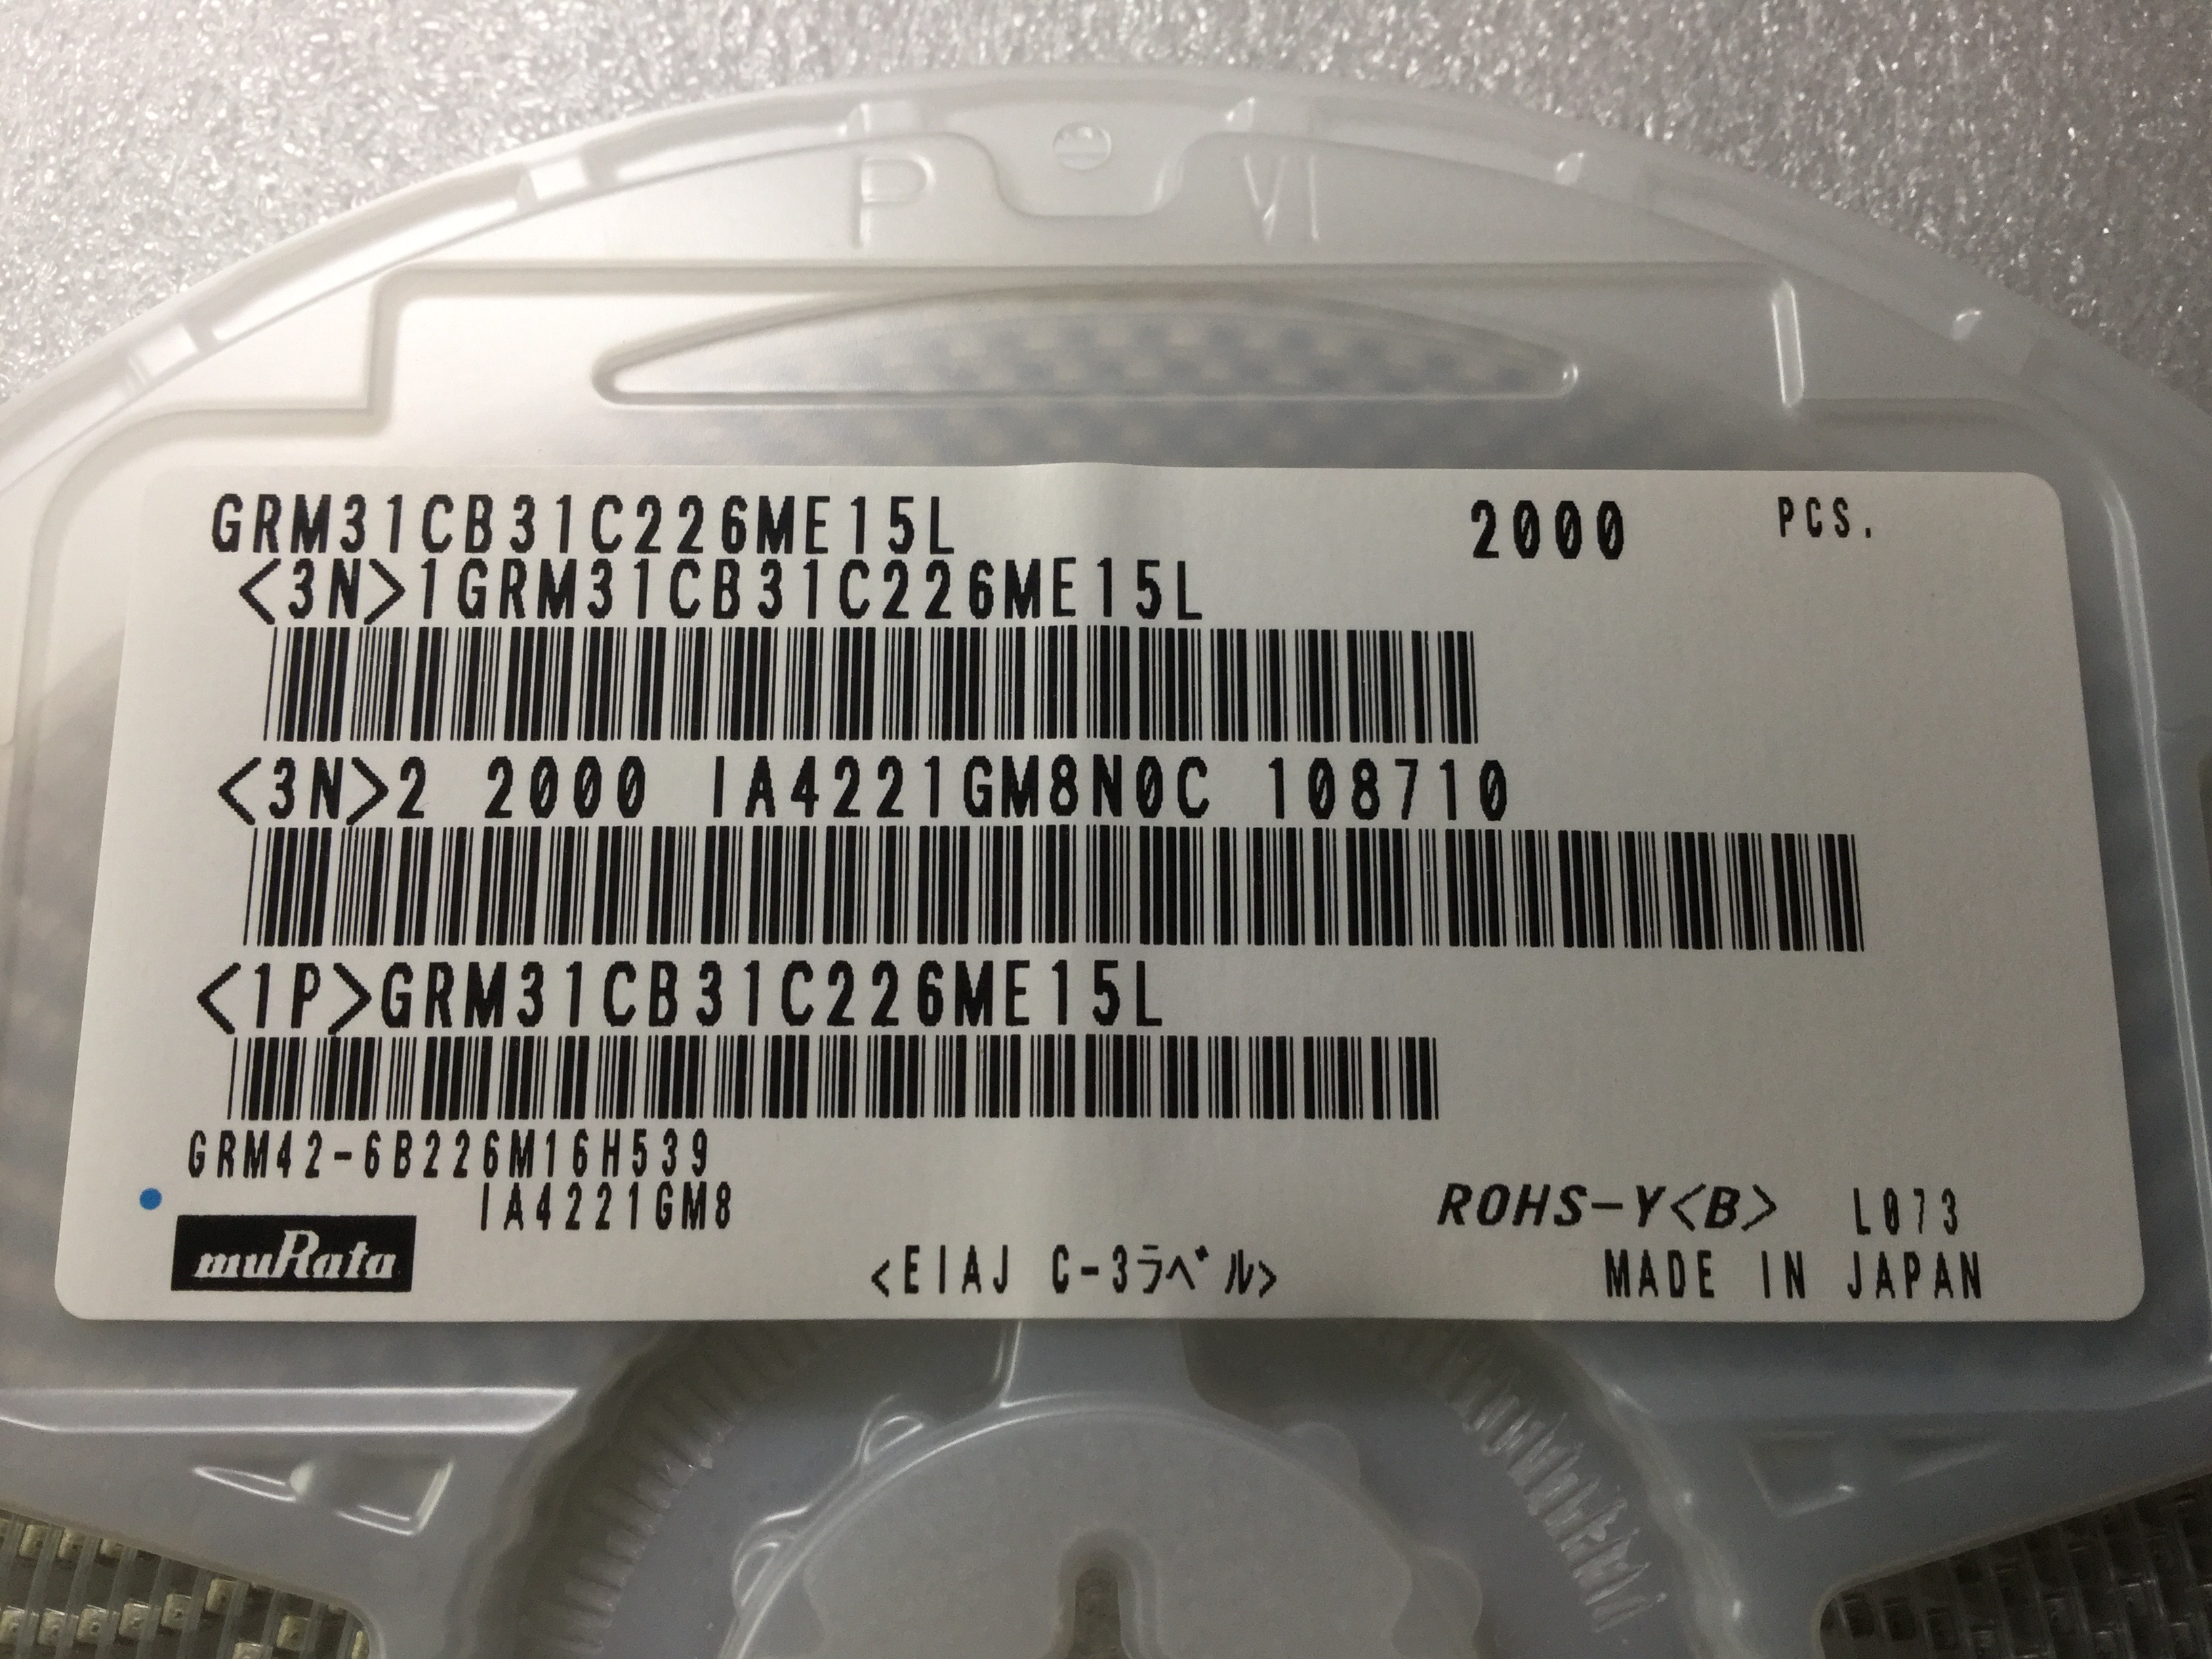 P VI
GRM31CB31C226ME15L 2000 PCS.
<3N>1GRM31CB31C226ME15L
<3N>2 2000 IA4221GM8N0C 108710
<1P>GRM31CB31C226ME15L
GRM42-6B226M16H539
IA4221GM8
muRata
ROHS-Y<B> L073
<EIAJ C-3ラベル>
MADE IN JAPAN